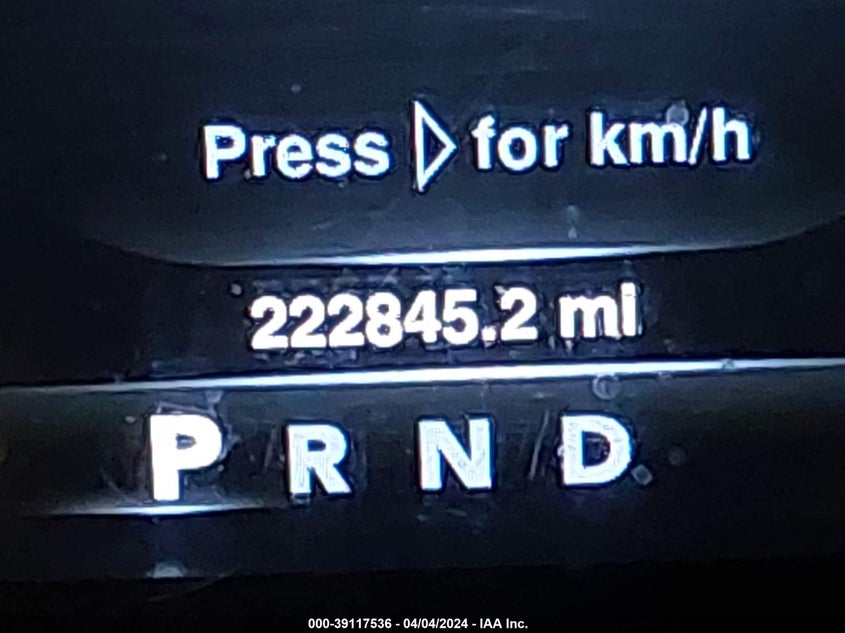 Press ▷ for km/h
222845.2 mi
P R N D
000-39117536 - 04/04/2024 - IAA Inc.